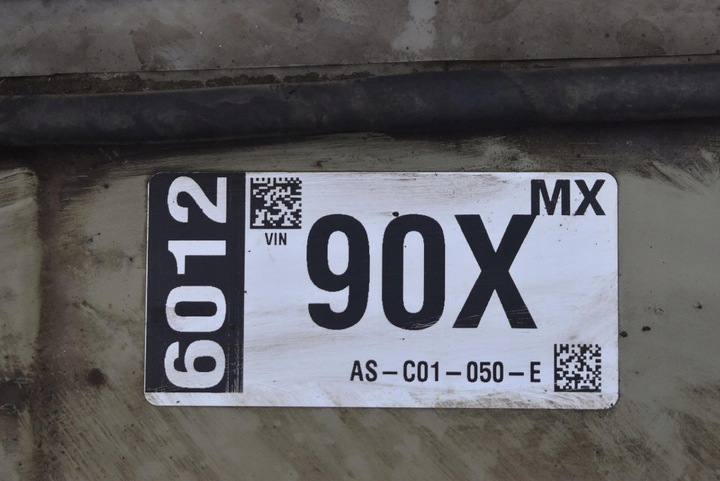 6012
VIN
90X
MX
AS-C01-050-E